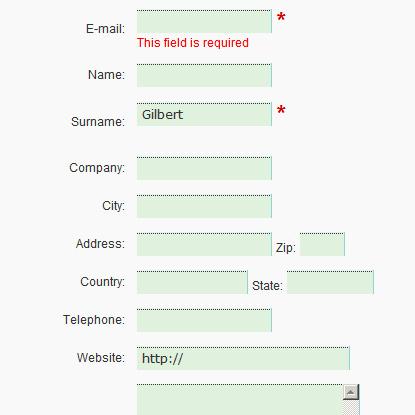 E-mail: *
This field is required
Name:
Surname: Gilbert *
Company:
City:
Address: Zip:
Country: State:
Telephone:
Website: http://